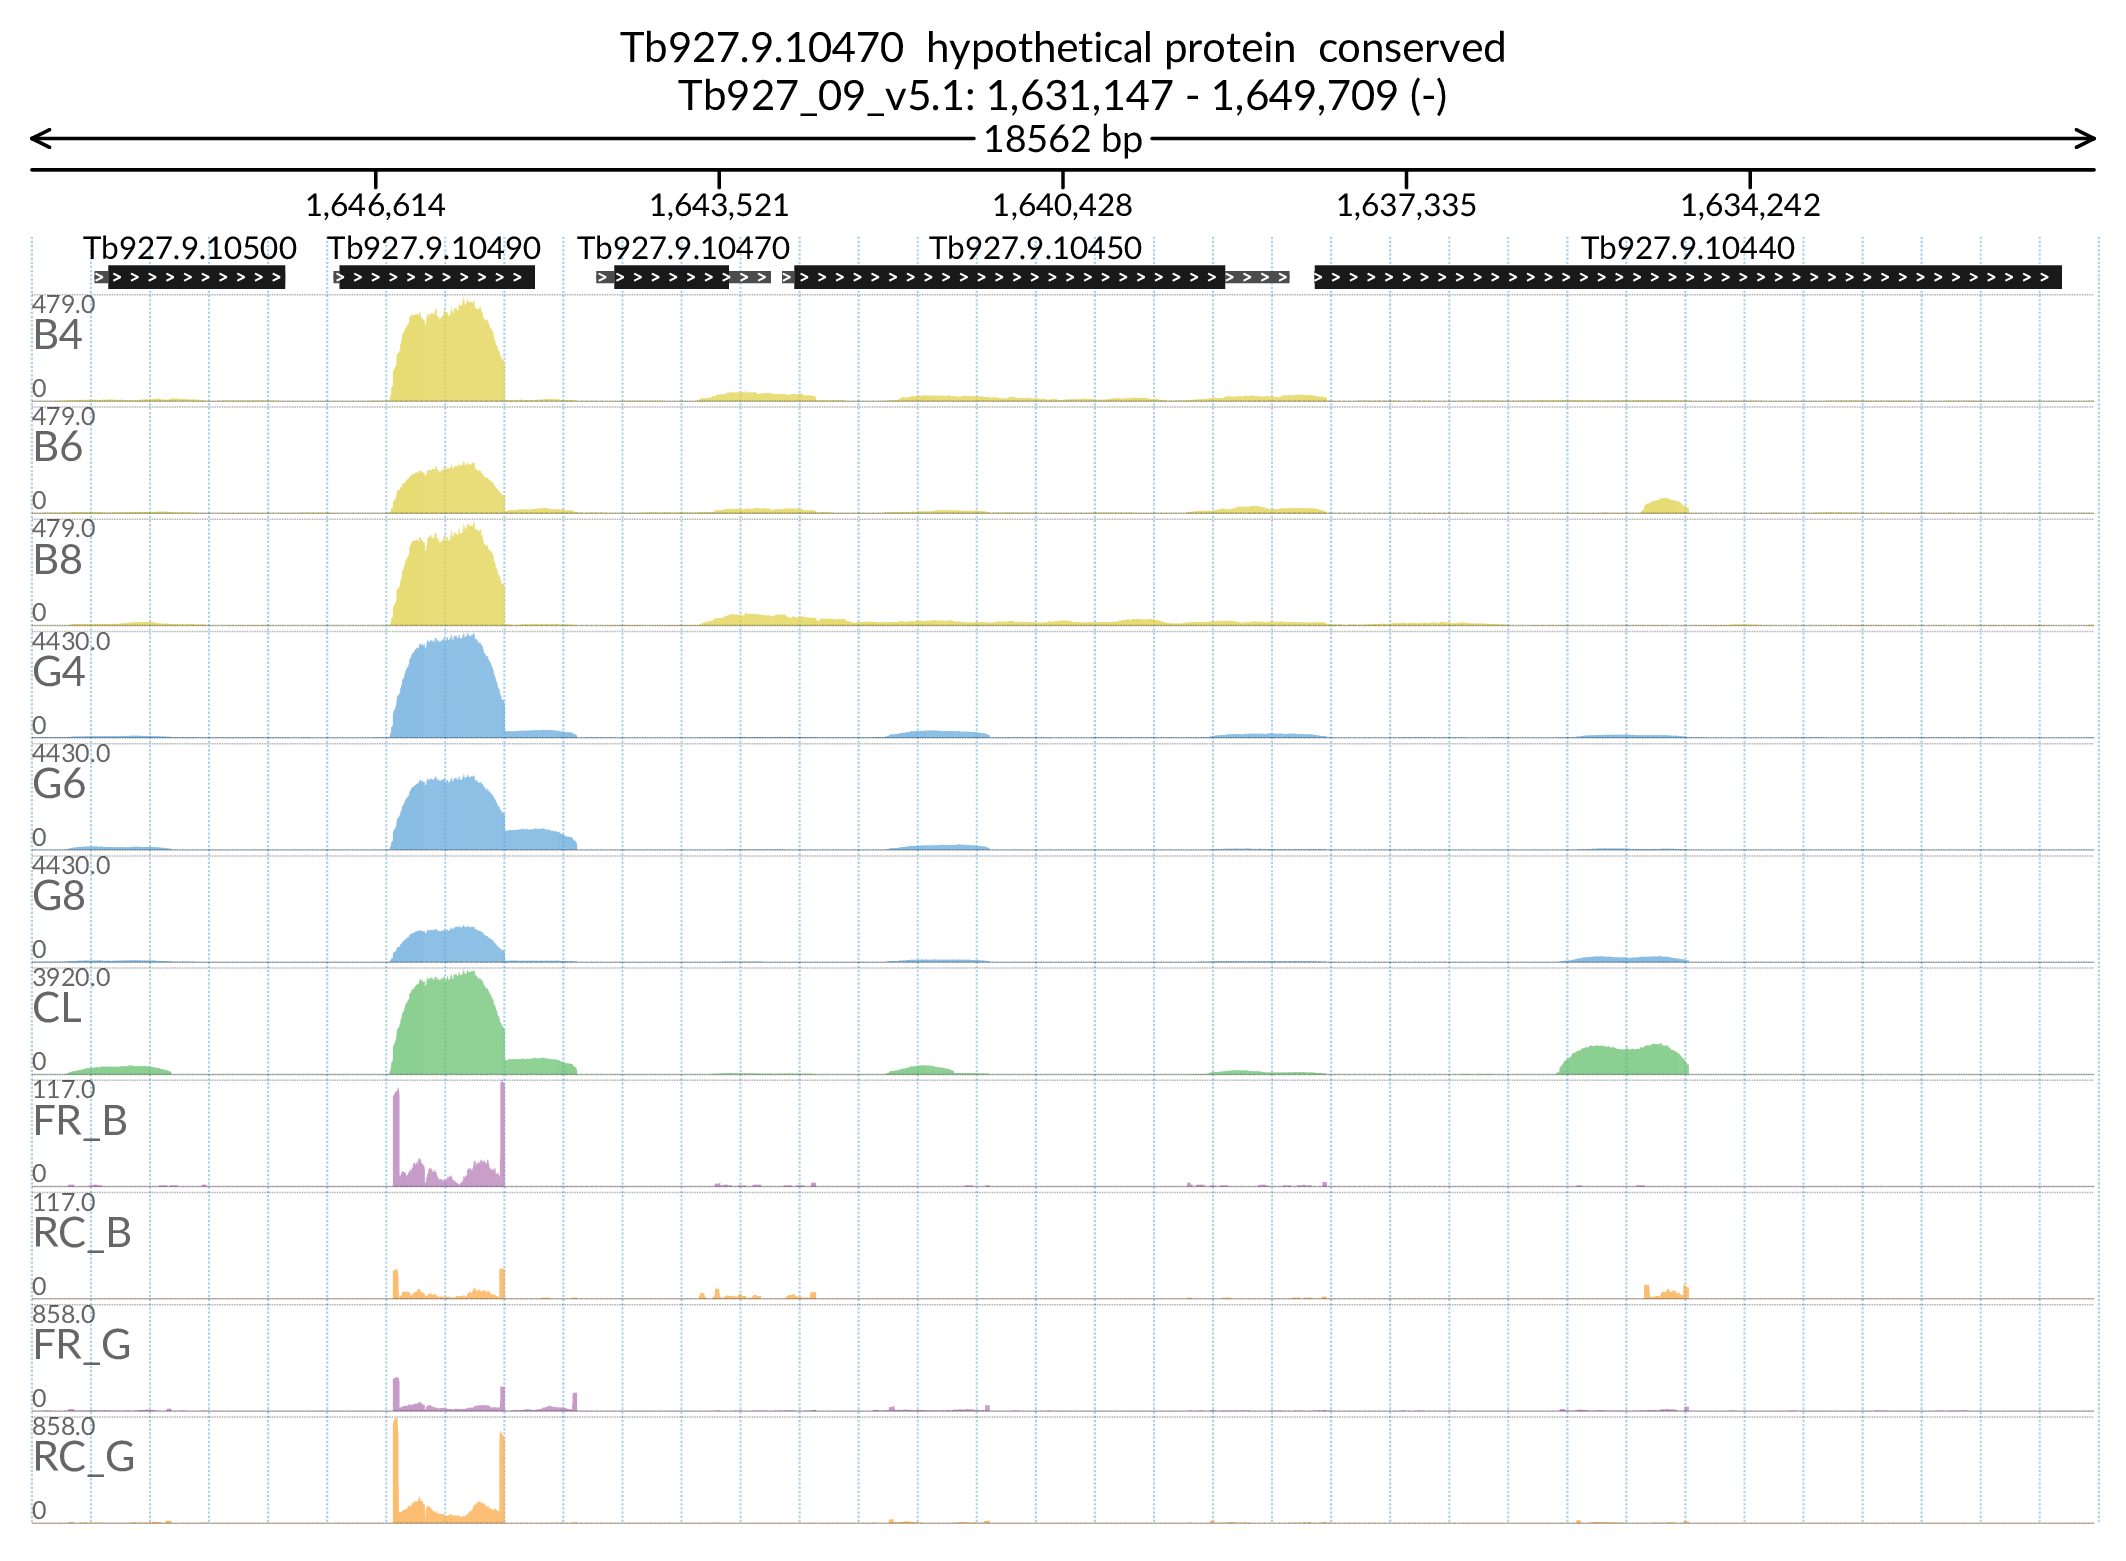 Tb927.9.10470  hypothetical protein  conserved
Tb927_09_v5.1: 1,631,147 - 1,649,709 (-)
18562 bp
1,646,614 1,643,521 1,640,428 1,637,335 1,634,242
Tb927.9.10500 Tb927.9.10490 Tb927.9.10470 Tb927.9.10450 Tb927.9.10440
479.0
B4
0
479.0
B6
0
479.0
B8
0
4430.0
G4
0
4430.0
G6
0
4430.0
G8
0
3920.0
CL
0
117.0
FR_B
0
117.0
RC_B
0
858.0
FR_G
0
858.0
RC_G
0